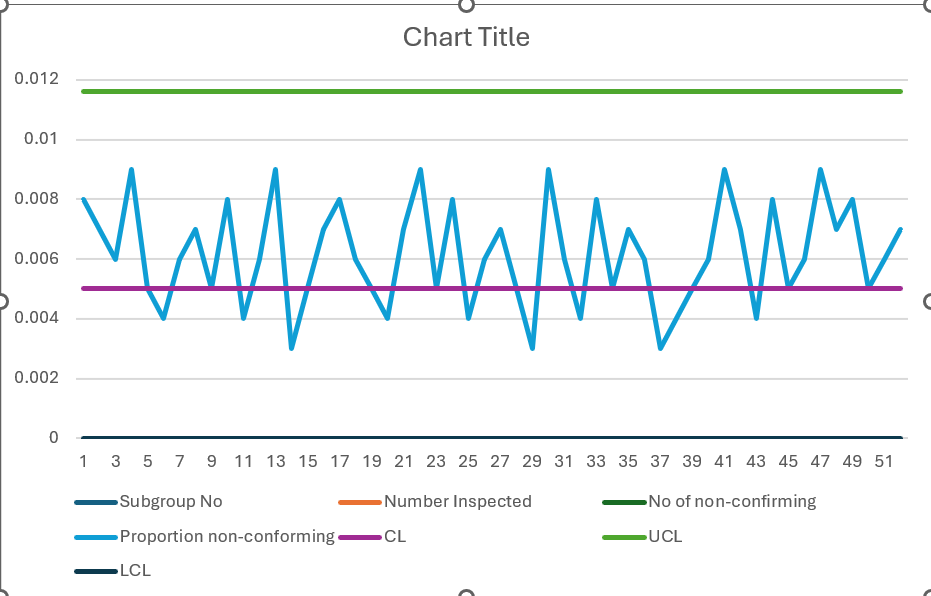 Chart Title
0.012
0.01
0.008
0.006
0.004
0.002
0
1 3 5 7 9 11 13 15 17 19 21 23 25 27 29 31 33 35 37 39 41 43 45 47 49 51
Subgroup No Number Inspected No of non-confirming
Proportion non-conforming CL UCL
LCL